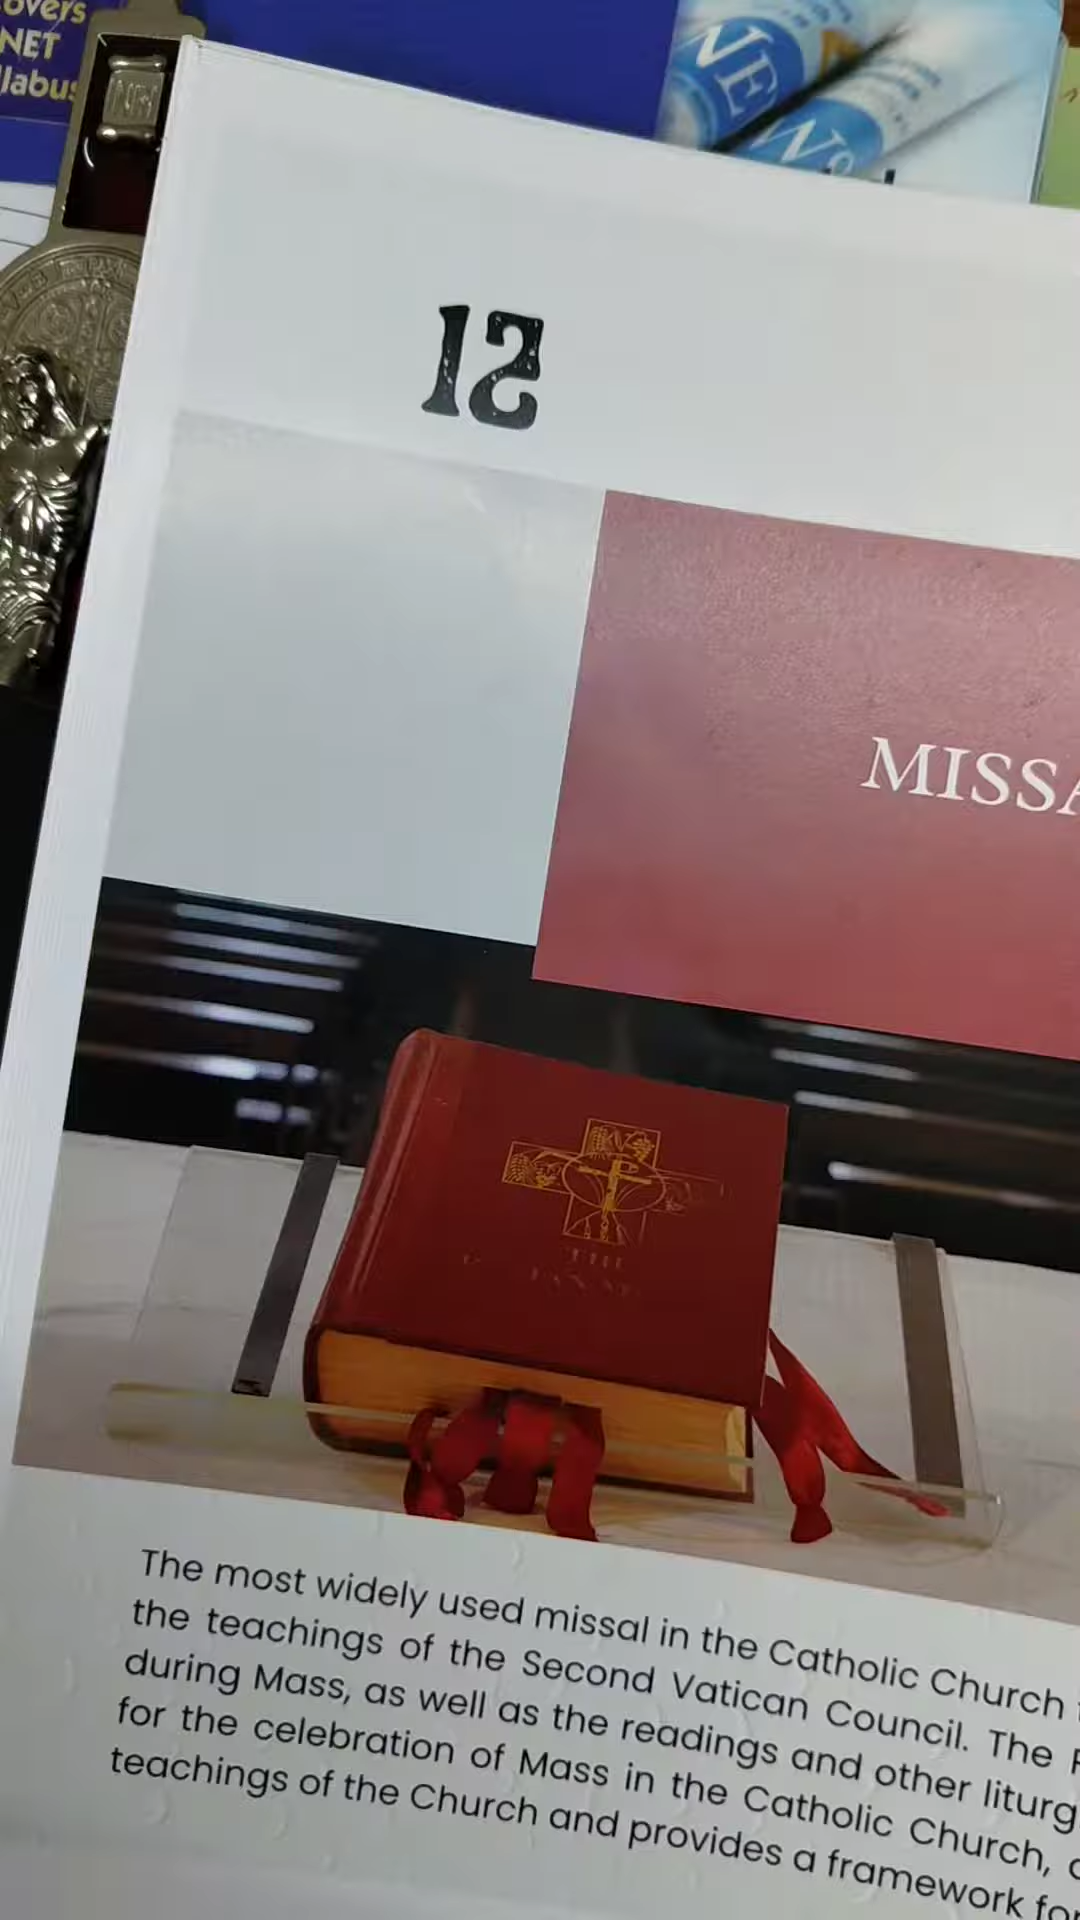 overs
NET
llabus
NEW
12
MISSA
The most widely used missal in the Catholic Church
the teachings of the Second Vatican Council. The
during Mass, as well as the readings and other liturg
for the celebration of Mass in the Catholic Church,
teachings of the Church and provides a framework for